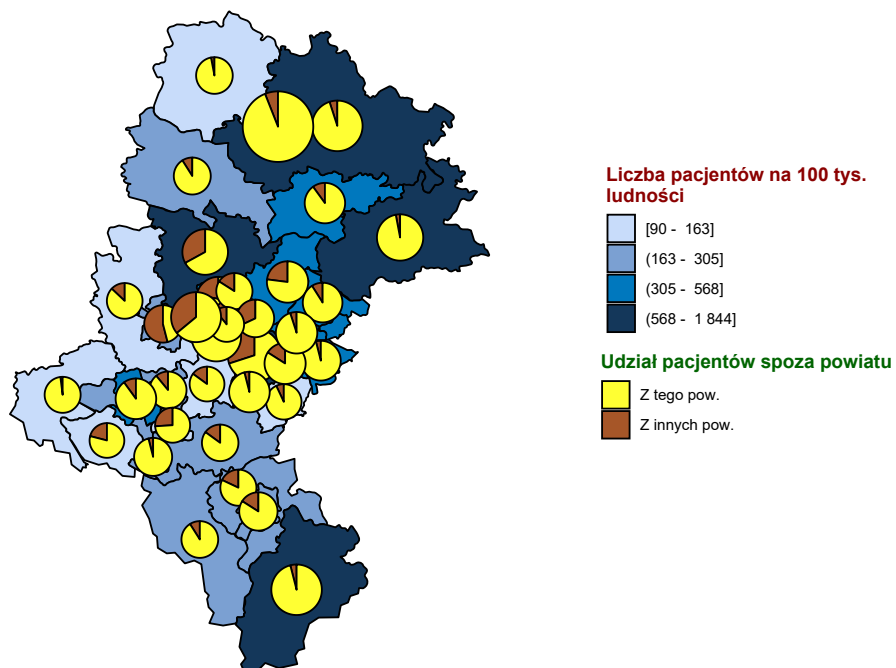 Liczba pacjentów na 100 tys.
ludności
[90 - 163]
(163 - 305]
(305 - 568]
(568 - 1 844]
Udział pacjentów spoza powiatu
Z tego pow.
Z innych pow.